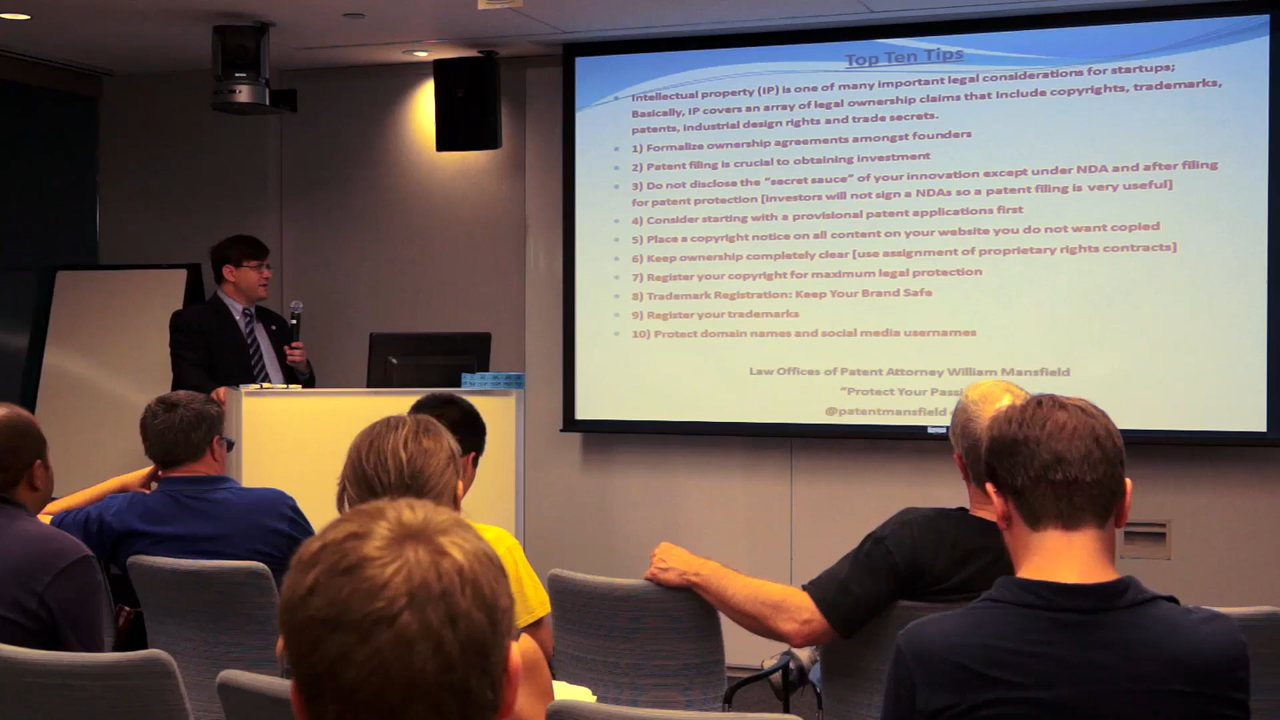 Top Ten Tips
Intellectual property (IP) is one of many important legal considerations for startups;
Basically, IP covers an array of legal ownership claims that include copyrights, trademarks,
patents, industrial design rights and trade secrets.
1) Formalize ownership agreements amongst founders
2) Patent filing is crucial to obtaining investment
3) Do not disclose the "secret sauce" of your innovation except under NDA and after filing
for patent protection [investors will not sign a NDAs so a patent filing is very useful]
4) Consider starting with a provisional patent applications first
5) Place a copyright notice on all content on your website you do not want copied
6) Keep ownership completely clear [use assignment of proprietary rights contracts]
7) Register your copyright for maximum legal protection
8) Trademark Registration: Keep Your Brand Safe
9) Register your trademarks
10) Protect domain names and social media usernames
Law Offices of Patent Attorney William Mansfield
"Protect Your
@patentmansfield